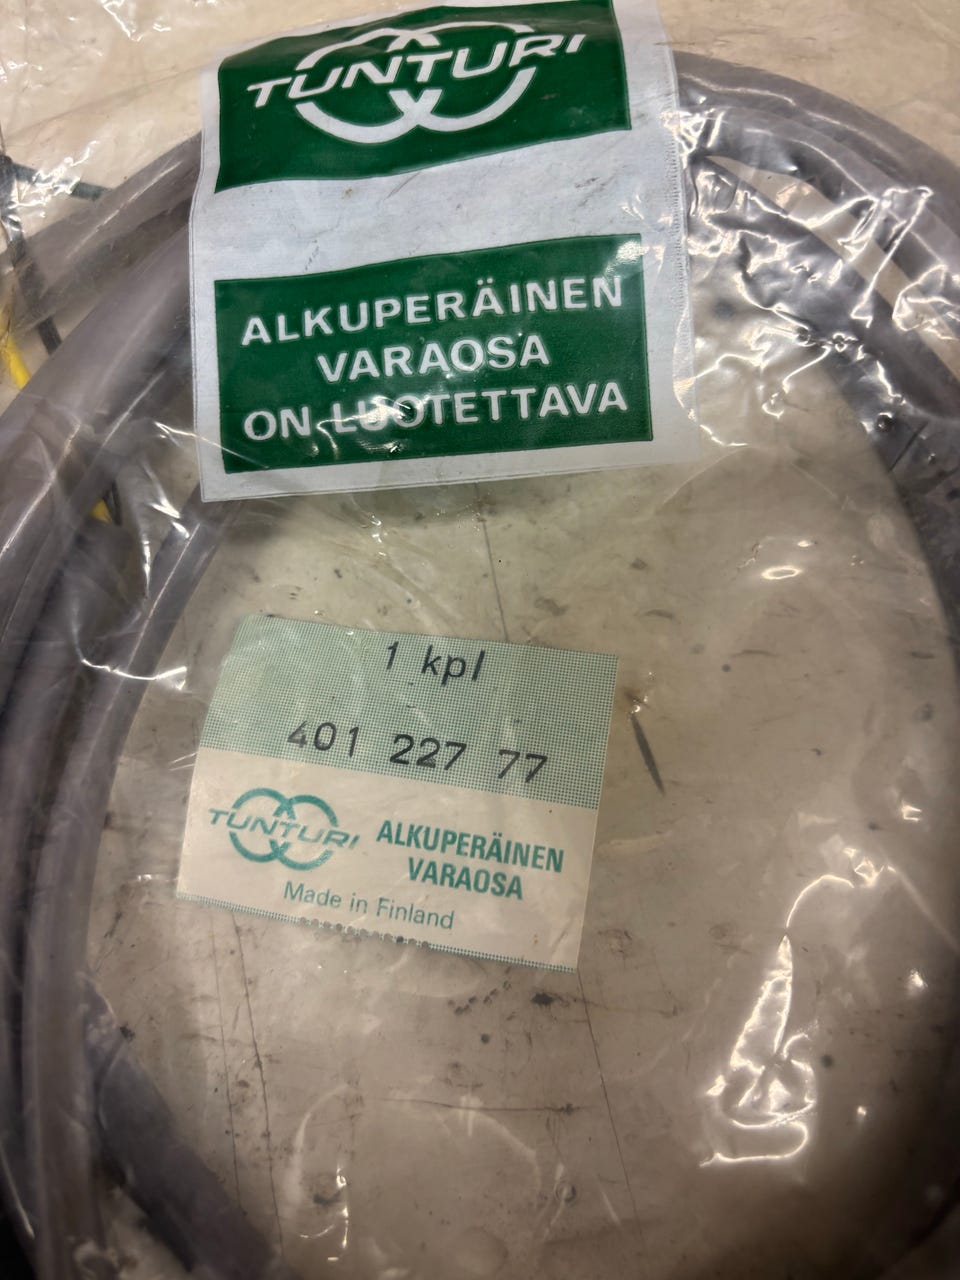 TUNTURI
ALKUPERÄINEN
VARAOSA
ON LUOTETTAVA
1 kpl
401 227 77
TUNTURI
ALKUPERÄINEN
VARAOSA
Made in Finland